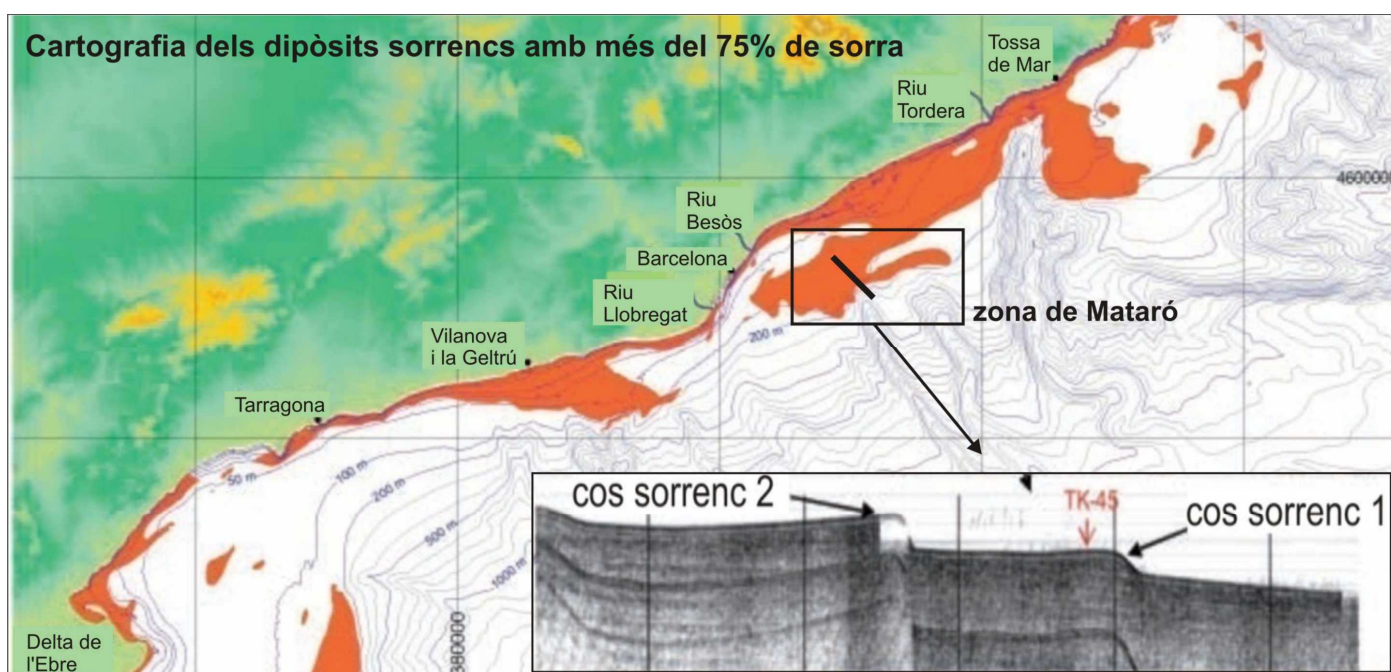 Cartografia dels dipòsits sorrencs amb més del 75% de sorra
Tossa
de Mar
Riu
Tordera
4600000
Riu
Besòs
Barcelona
Riu
Llobregat
zona de Mataró
200 m
Vilanova
i la Geltrú
Tarragona
50 m
100 m
200 m
500 m
1000 m
380000
Delta de
l'Ebre
cos sorrenc 2
TK-45
cos sorrenc 1